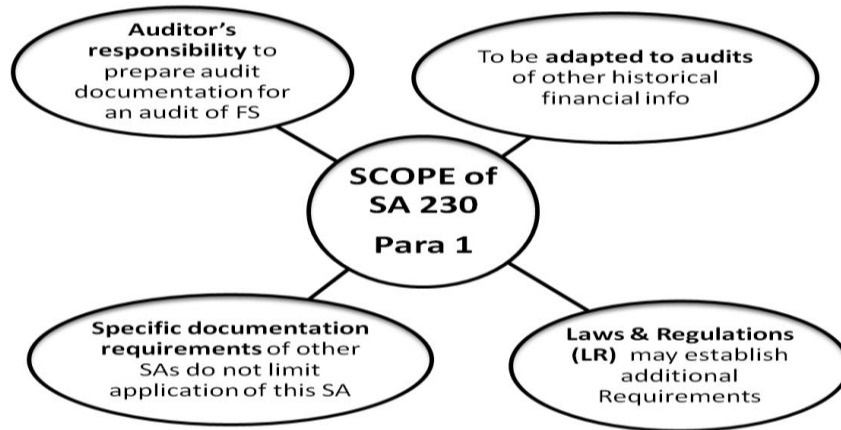 Auditor's
responsibility to
prepare audit
documentation for
an audit of FS
To be adapted to audits
of other historical
financial info
SCOPE of
SA 230
Para 1
Specific documentation
requirements of other
SAs do not limit
application of this SA
Laws & Regulations
(LR) may establish
additional
Requirements